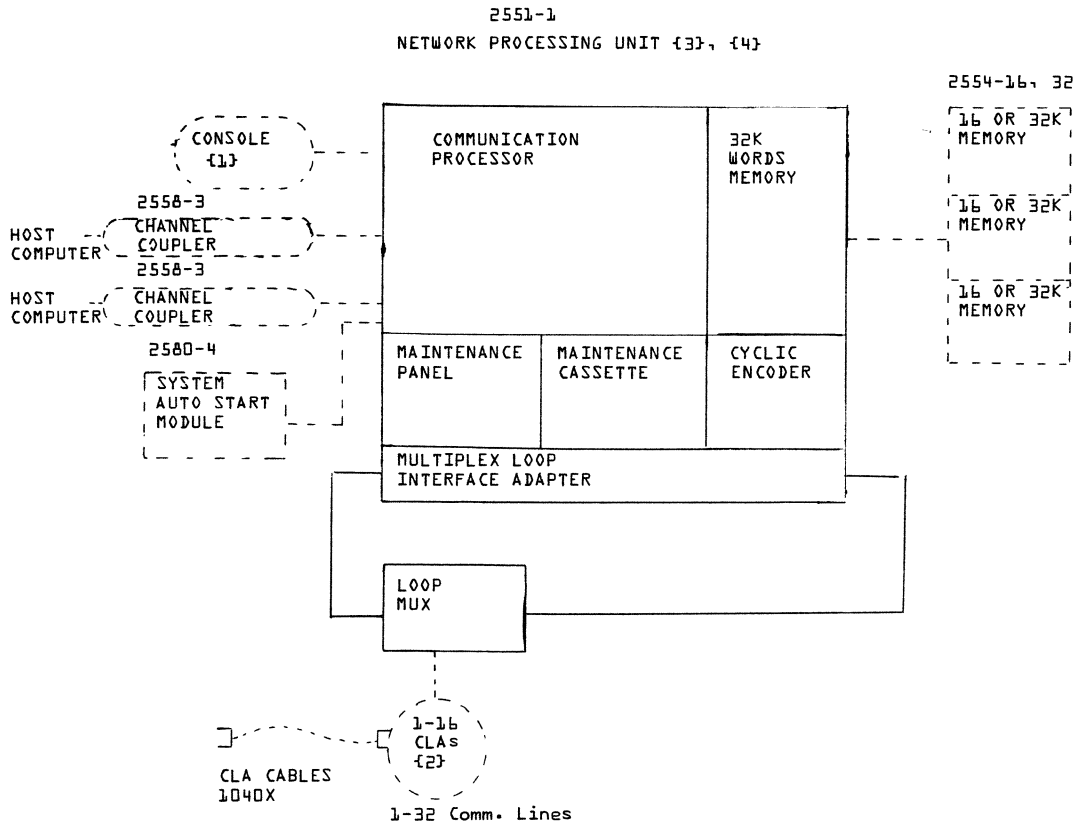 2551-1
NETWORK PROCESSING UNIT {3}, {4}
2554-16, 32
CONSOLE
{1}
COMMUNICATION
PROCESSOR
32K
WORDS
MEMORY
16 OR 32K
MEMORY
2558-3
HOST
COMPUTER
CHANNEL
COUPLER
16 OR 32K
MEMORY
2558-3
HOST
COMPUTER
CHANNEL
COUPLER
16 OR 32K
MEMORY
2580-4
SYSTEM
AUTO START
MODULE
MAINTENANCE
PANEL
MAINTENANCE
CASSETTE
CYCLIC
ENCODER
MULTIPLEX LOOP
INTERFACE ADAPTER
LOOP
MUX
1-16
CLAs
{2}
CLA CABLES
1040X
1-32 Comm. Lines